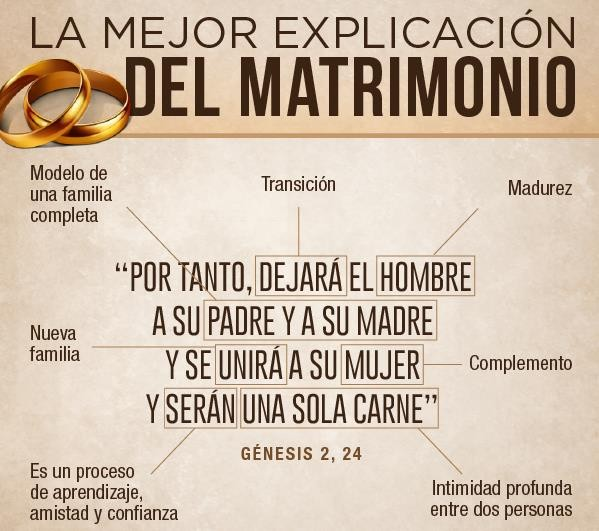 LA MEJOR EXPLICACIÓN
DEL MATRIMONIO
Modelo de
una familia
completa
Transición
Madurez
“POR TANTO, DEJARÁ EL HOMBRE
A SU PADRE Y A SU MADRE
Y SE UNIRÁ A SU MUJER
Y SERÁN UNA SOLA CARNE”
Nueva
familia
Complemento
GÉNESIS 2, 24
Es un proceso
de aprendizaje,
amistad y confianza
Intimidad profunda
entre dos personas